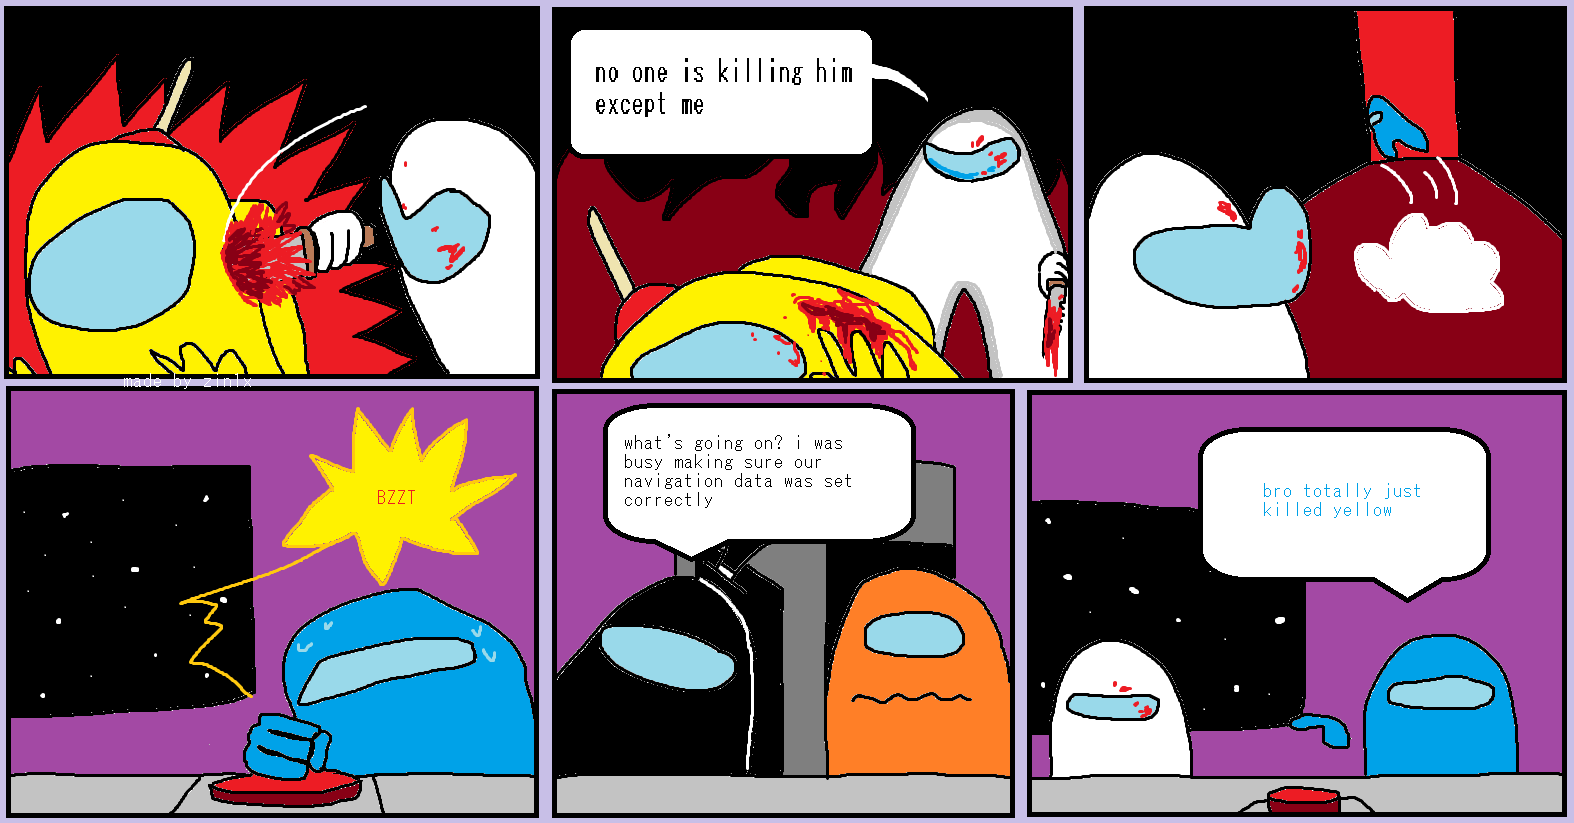 no one is killing him
except me
made by zinlx
BZZT
what's going on? i was
busy making sure our
navigation data was set
correctly
bro totally just
killed yellow